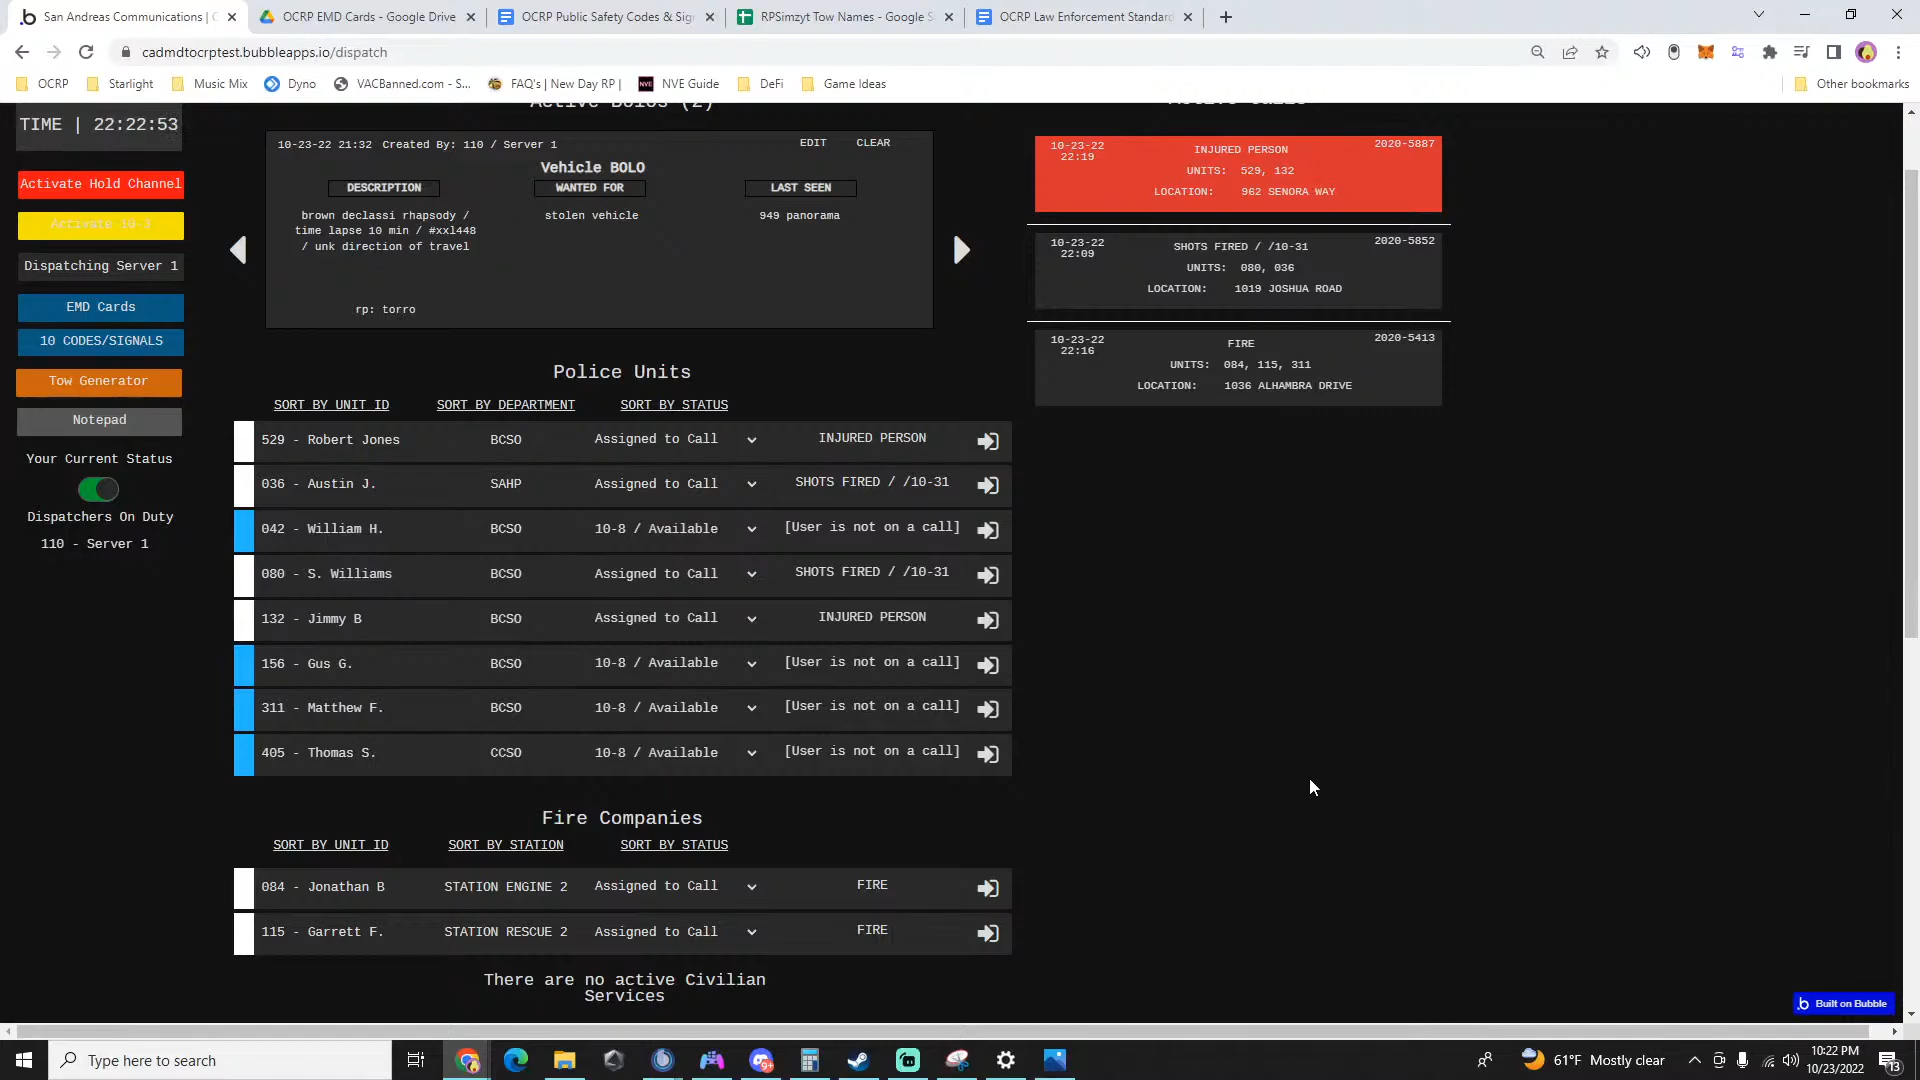 San Andreas Communications | C
OCRP EMD Cards - Google Drive
OCRP Public Safety Codes & Sig
RPSimzyt Tow Names - Google S
OCRP Law Enforcement Standard
cadmdtocrptest.bubbleapps.io/dispatch
OCRP
Starlight
Music Mix
Dyno
VACBanned.com - S...
FAQ's | New Day RP |
NVE Guide
DeFi
Game Ideas
Other bookmarks
TIME | 22:22:53
Activate Hold Channel
Activate 10-3
Dispatching Server 1
EMD Cards
10 CODES/SIGNALS
Tow Generator
Notepad
Your Current Status
Dispatchers On Duty
110 - Server 1
Active Bolos (2)
10-23-22 21:32 Created By: 110 / Server 1
EDIT
CLEAR
Vehicle BOLO
DESCRIPTION
WANTED FOR
LAST SEEN
brown declassi rhapsody /
time lapse 10 min / #xxl448
/ unk direction of travel
stolen vehicle
949 panorama
rp: torro
Police Units
SORT BY UNIT ID SORT BY DEPARTMENT SORT BY STATUS
529 - Robert Jones BCSO Assigned to Call INJURED PERSON
036 - Austin J. SAHP Assigned to Call SHOTS FIRED / /10-31
042 - William H. BCSO 10-8 / Available [User is not on a call]
080 - S. Williams BCSO Assigned to Call SHOTS FIRED / /10-31
132 - Jimmy B BCSO Assigned to Call INJURED PERSON
156 - Gus G. BCSO 10-8 / Available [User is not on a call]
311 - Matthew F. BCSO 10-8 / Available [User is not on a call]
405 - Thomas S. CCSO 10-8 / Available [User is not on a call]
Fire Companies
SORT BY UNIT ID SORT BY STATION SORT BY STATUS
084 - Jonathan B STATION ENGINE 2 Assigned to Call FIRE
115 - Garrett F. STATION RESCUE 2 Assigned to Call FIRE
There are no active Civilian
Services
Active Calls
10-23-22
22:19
INJURED PERSON
2020-5887
UNITS: 529, 132
LOCATION: 962 SENORA WAY
10-23-22
22:09
SHOTS FIRED / /10-31
2020-5852
UNITS: 080, 036
LOCATION: 1019 JOSHUA ROAD
10-23-22
22:16
FIRE
2020-5413
UNITS: 084, 115, 311
LOCATION: 1036 ALHAMBRA DRIVE
Built on Bubble
Type here to search
9+
61°F Mostly clear
10:22 PM
10/23/2022
13